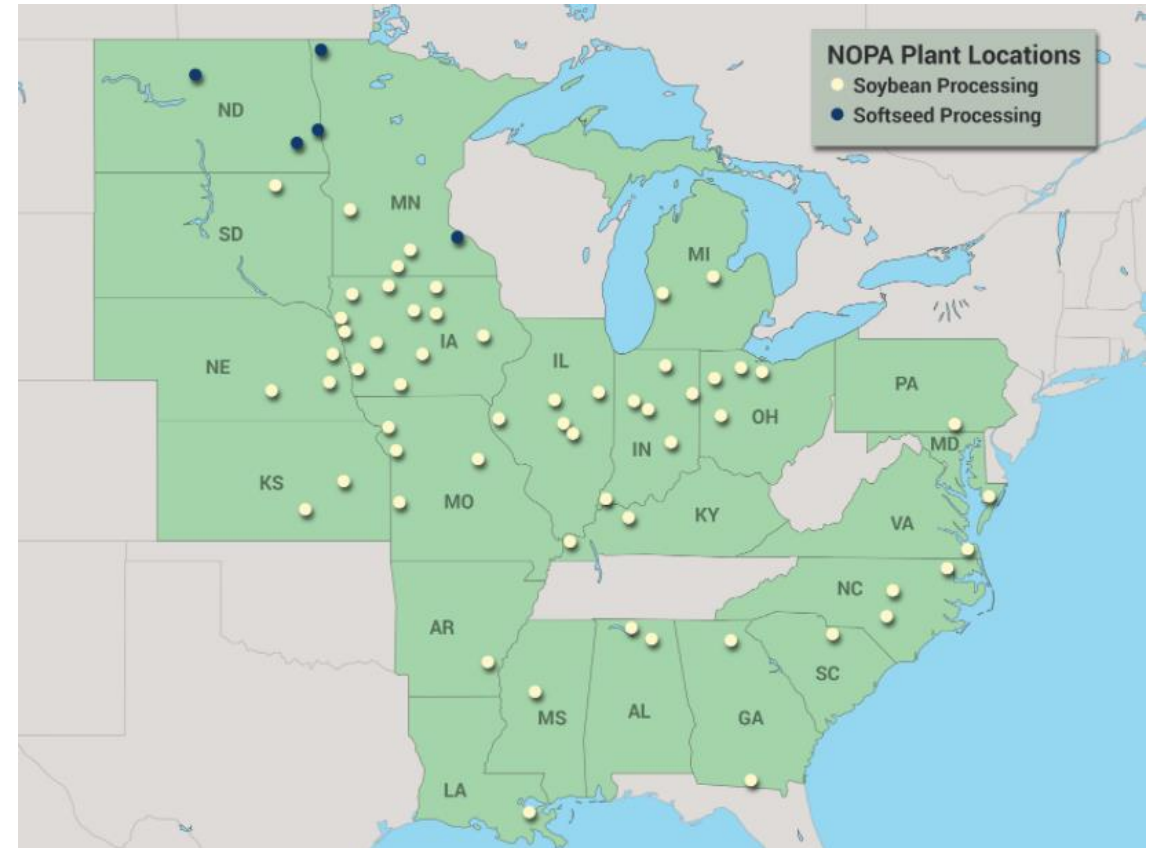 NOPA Plant Locations
Soybean Processing
Softseed Processing
ND
MN
SD
MI
IA
NE
IL
PA
OH
IN
MD
KS
MO
KY
VA
NC
AR
SC
MS
AL
GA
LA